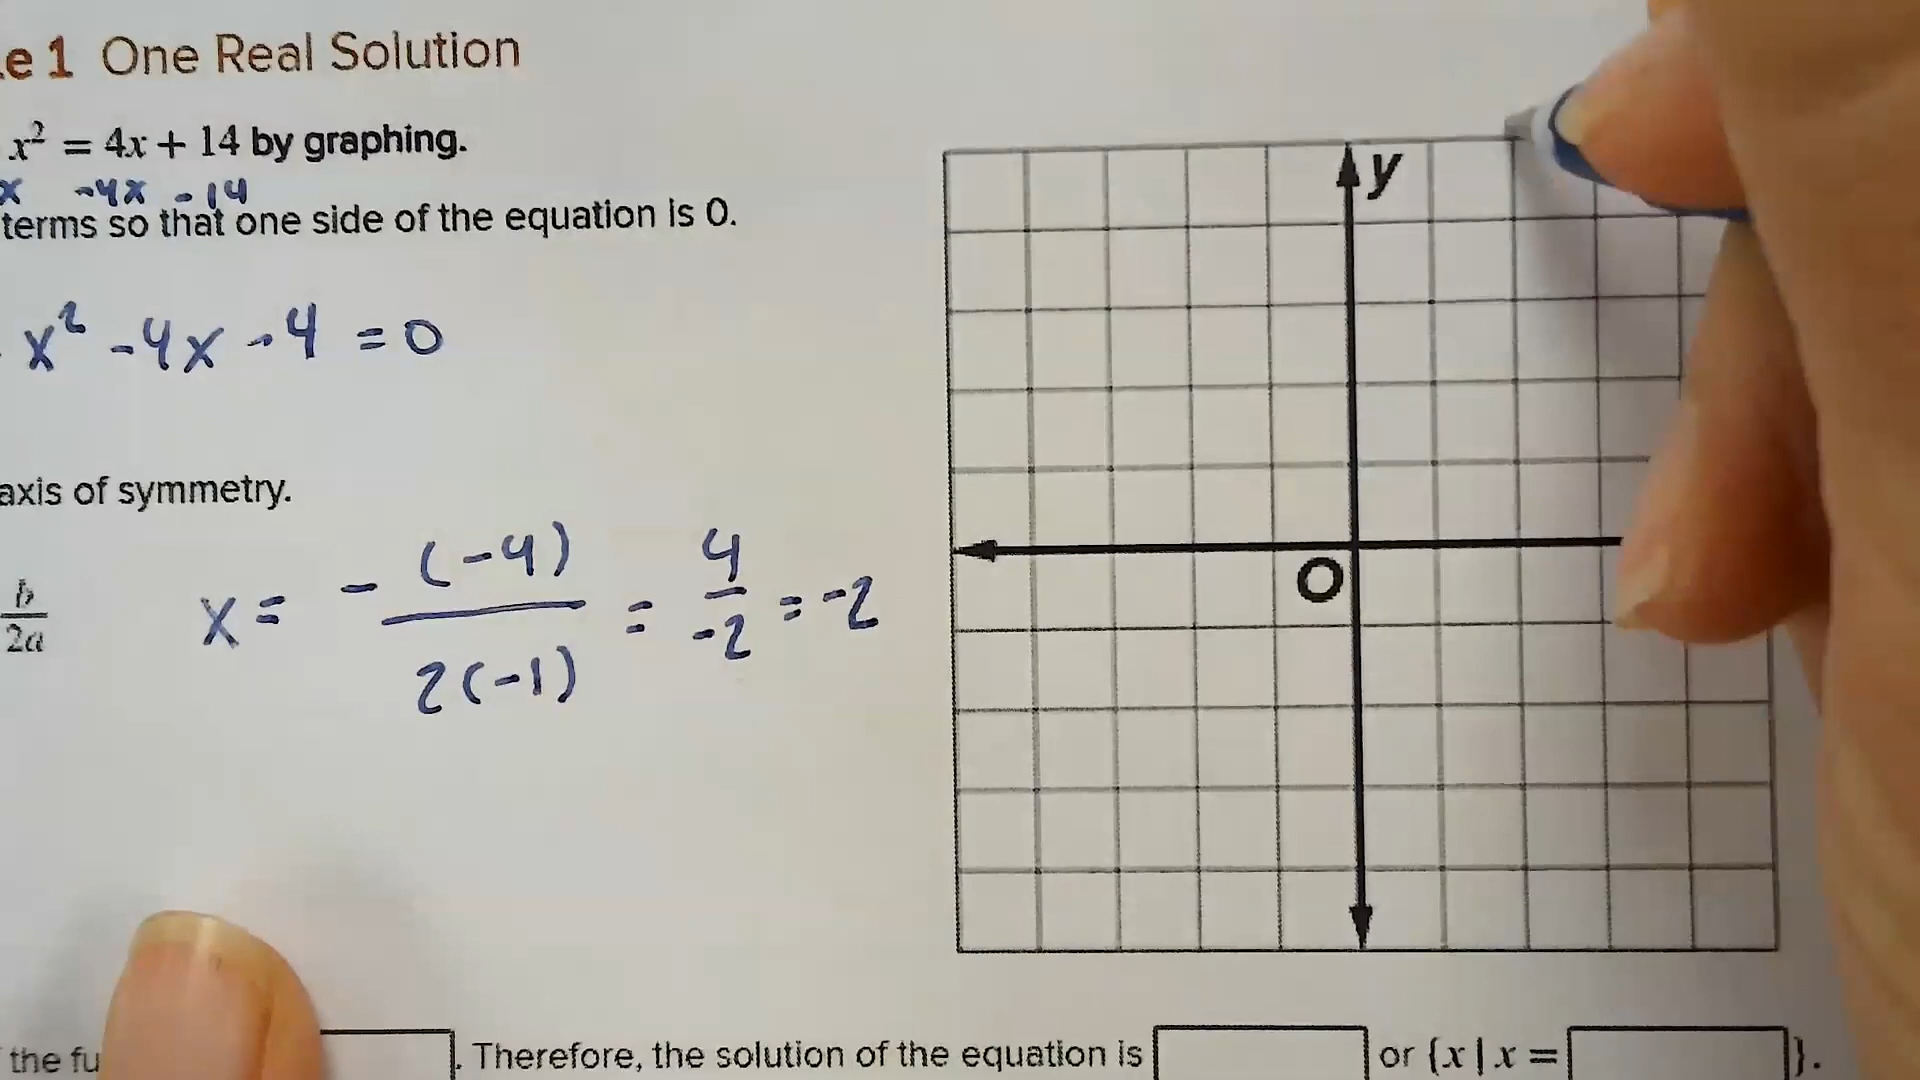 e 1 One Real Solution
x² = 4x + 14 by graphing.
x -4x -14
terms so that one side of the equation is 0.
x² -4x -4 = 0
axis of symmetry.
b/2a x = - (-4)/2(-1) = 4/-2 = -2
y
O
the fu . Therefore, the solution of the equation is or {x | x = }.